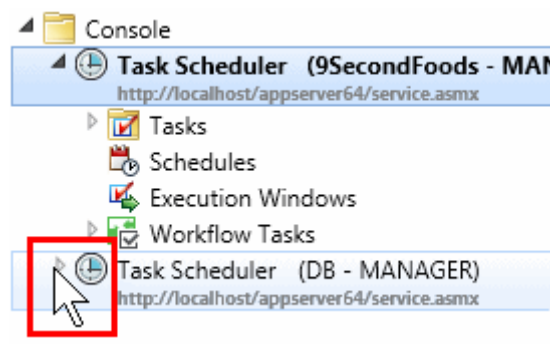 Console
Task Scheduler (9SecondFoods - MAN
http://localhost/appserver64/service.asmx
Tasks
Schedules
Execution Windows
Workflow Tasks
Task Scheduler (DB - MANAGER)
http://localhost/appserver64/service.asmx